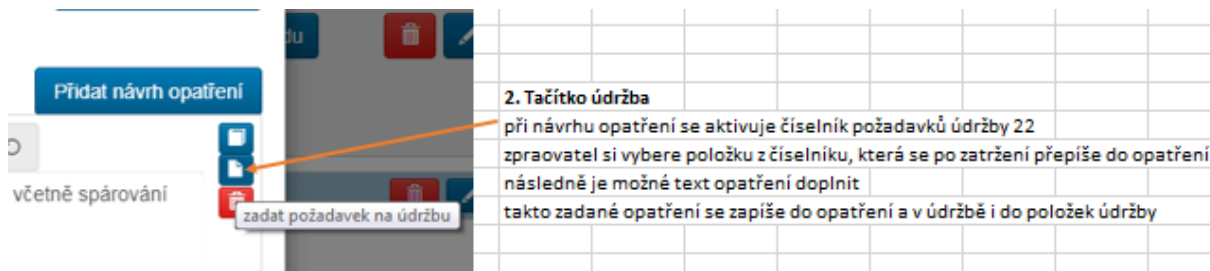 du
Přidat návrh opatření
včetně spárování
zadat požadavek na údržbu
2. Tačítko údržba
při návrhu opatření se aktivuje číselník požadavků údržby 22
zpraovatel si vybere položku z číselníku, která se po zatržení přepíše do opatření
následně je možné text opatření doplnit
takto zadané opatření se zapíše do opatření a v údržbě i do položek údržby